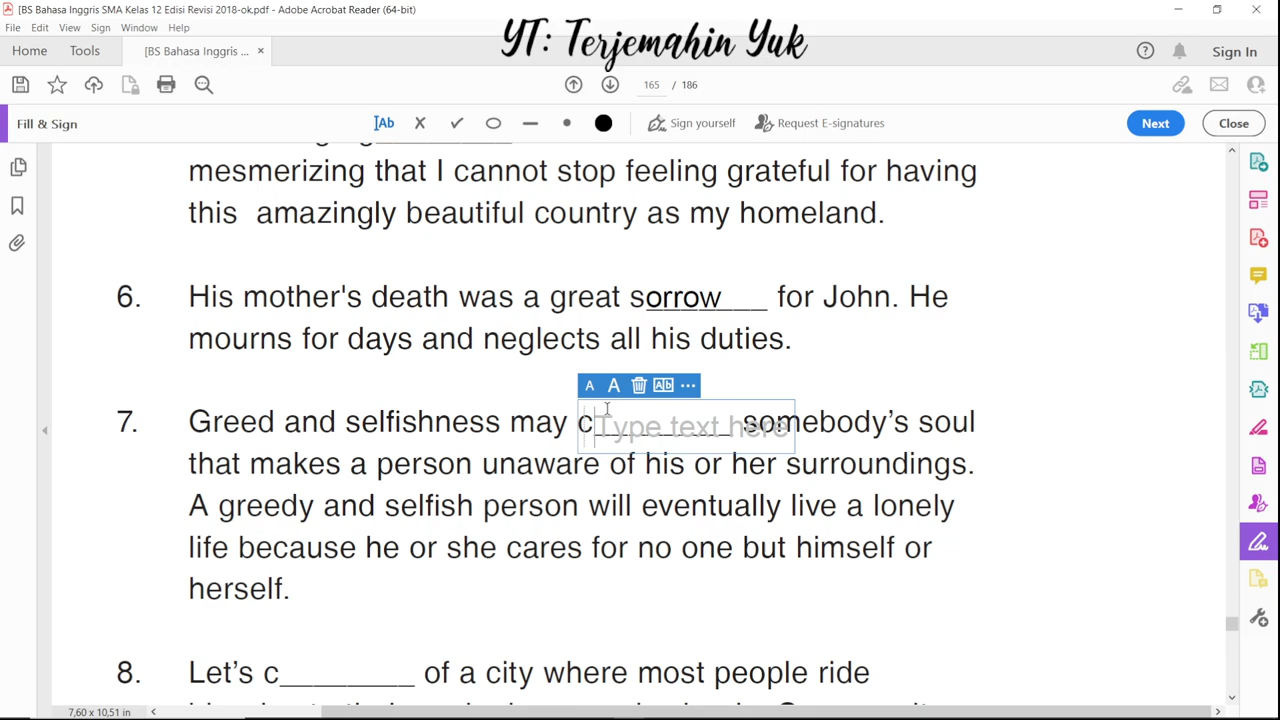 [BS Bahasa Inggris SMA Kelas 12 Edisi Revisi 2018-ok.pdf - Adobe Acrobat Reader (64-bit)
YT: Terjemahin Yuk
File Edit View Sign Window Help
Home Tools [BS Bahasa Inggris ... × Sign In
165 / 186
Fill & Sign Ab Sign yourself Request E-signatures Next Close
mesmerizing that I cannot stop feeling grateful for having
this amazingly beautiful country as my homeland.
6. His mother's death was a great sorrow___ for John. He
mourns for days and neglects all his duties.
A A Ab ...
7. Greed and selfishness may c________ somebody's soul
Type text here
that makes a person unaware of his or her surroundings.
A greedy and selfish person will eventually live a lonely
life because he or she cares for no one but himself or
herself.
8. Let's c________ of a city where most people ride
7,60 x 10,51 in